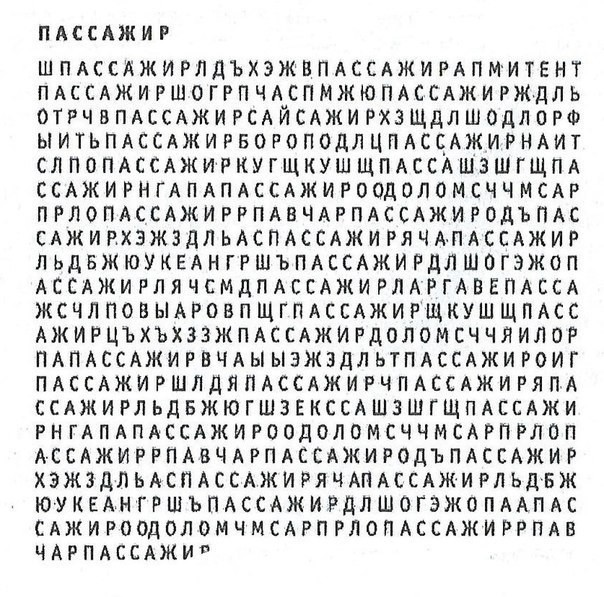 ПАССАЖИР
ШПАССАЖИРЛДЪХЭЖВПАССАЖИРАПМИТЕНТ
ПАССАЖИРШОГРПЧАСПМЖЮПАССАЖИРЖДЛЬ
ОТРЧВПАССАЖИРСАЙСАЖИРХЗЩДЛШОДЛОРФ
ЫИТЬПАССАЖИРБОРОПОДЛЦПАССАЖИРНАИТ
СЛПОПАССАЖИРКУГЩКУШЩПАССАШЗШГЩПА
ССАЖИРНГАПАПАССАЖИРООДОЛОМСЧЧМСАР
ПРЛОПАССАЖИРРПАВЧАРПАССАЖИРОДЪПАС
САЖИРХЭЖЗДЛЬАСПАССАЖИРЯЧАПАССАЖИР
ЛЬДБЖЮУКЕАНГРШЪПАССАЖИРДЛШОГЭЖОП
АССАЖИРЛЯЧСМДПАССАЖИРЛАРГАВЕПАССА
ЖСЧЛПОВЫАРОВПЩГПАССАЖИРЩКУШЩПАСС
АЖИРЦЪХЪХЗЗЖПАССАЖИРДОЛОМСЧЧЯИЛОР
ПАПАССАЖИРВЧАЫЫЭЖЗДЛЬТПАССАЖИРОИГ
ПАССАЖИРШЛДЯПАССАЖИРЧПАССАЖИРЯПА
ССАЖИРЛЬДБЖЮГШЗЕКССАШЗШГЩПАССАЖИ
РНГАПАПАССАЖИРООДОЛОМСЧЧМСАРПРЛОП
АССАЖИРРПАВЧАРПАССАЖИРОДЪПАССАЖИР
ХЭЖЗДЛЬАСПАССАЖИРЯЧАПАССАЖИРЛЬДБЖ
ЮУКЕАНГРШЪПАССАЖИРДЛШОГЭЖОПААПАС
САЖИРООДОЛОМЧМСАРПРЛОПАССАЖИРРПАВ
ЧАРПАССАЖИР